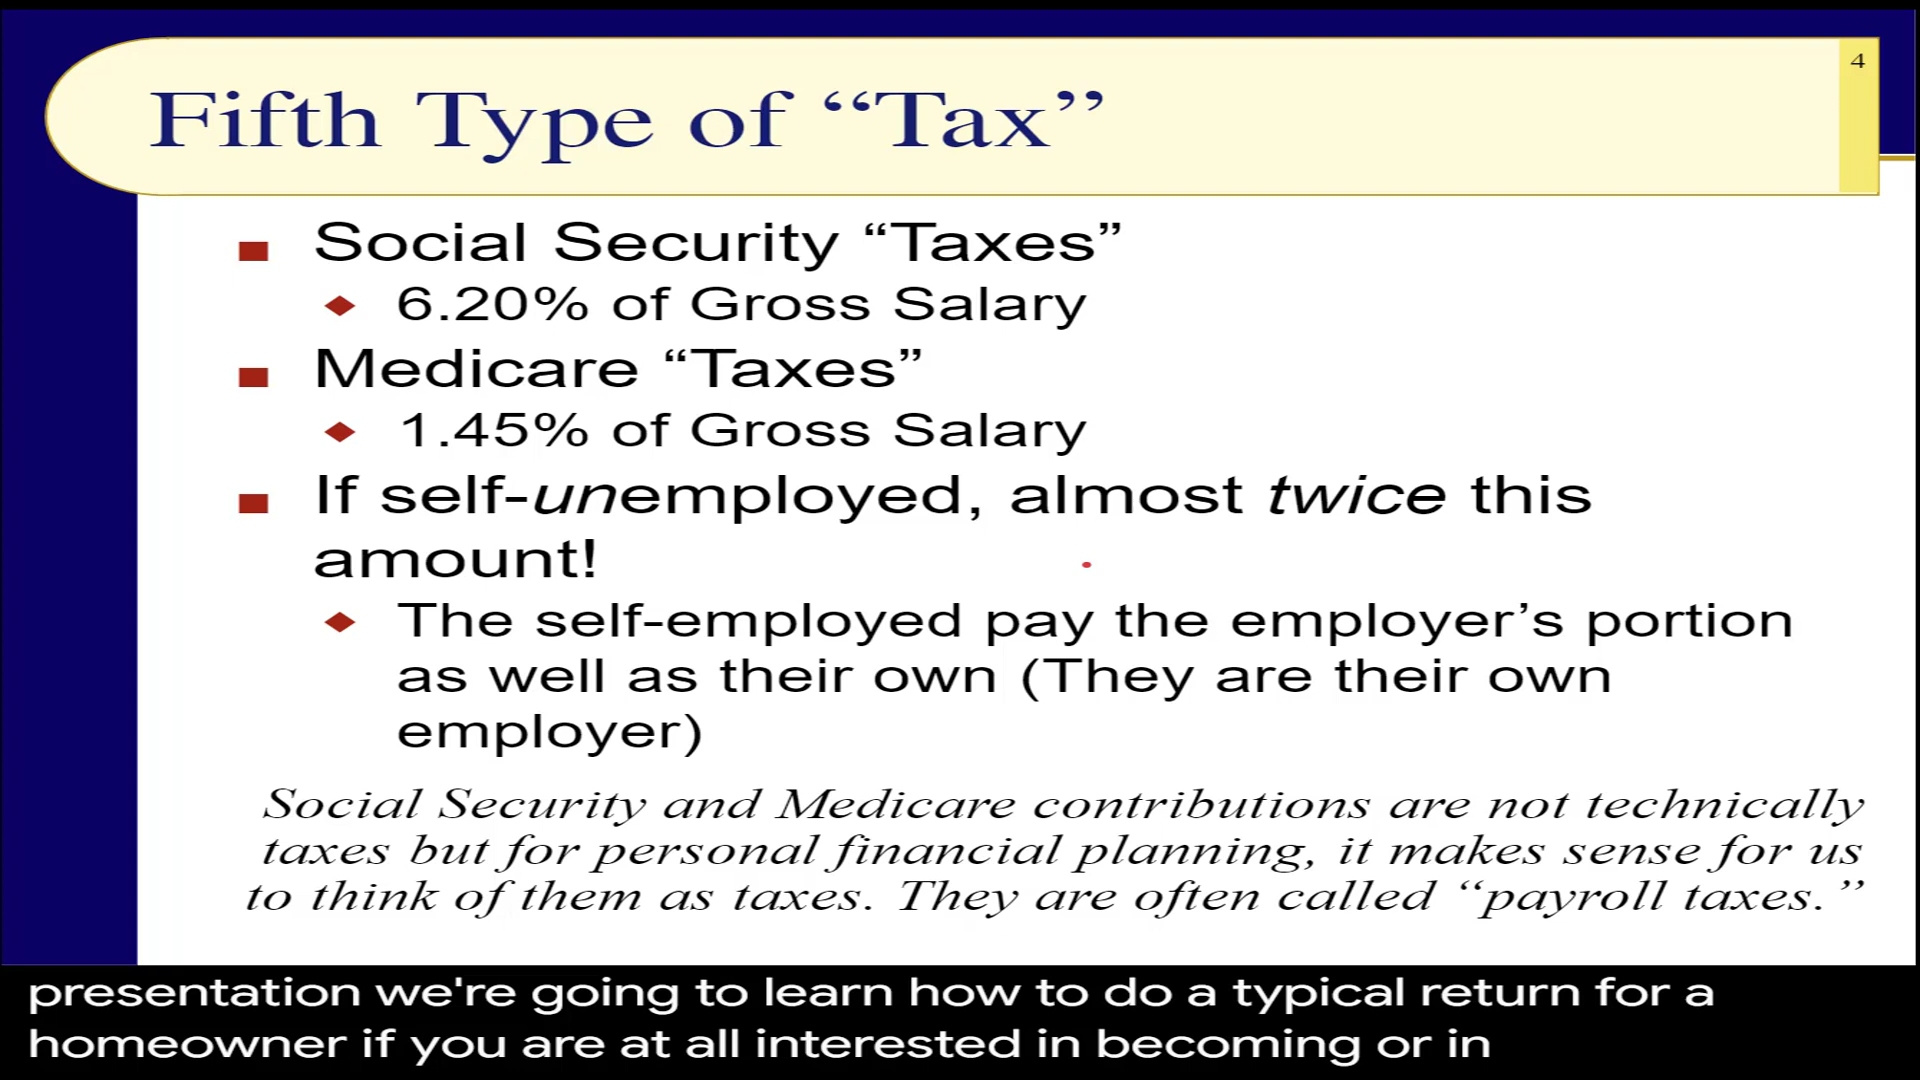 4
Fifth Type of “Tax”
Social Security “Taxes”
6.20% of Gross Salary
Medicare “Taxes”
1.45% of Gross Salary
If self-unemployed, almost twice this
amount!
The self-employed pay the employer’s portion
as well as their own (They are their own
employer)
Social Security and Medicare contributions are not technically
taxes but for personal financial planning, it makes sense for us
to think of them as taxes. They are often called “payroll taxes.”
presentation we're going to learn how to do a typical return for a
homeowner if you are at all interested in becoming or in